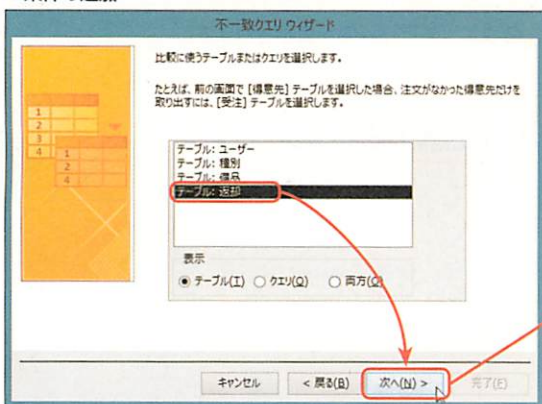 不一致クエリ ウィザード
比較に使うテーブルまたはクエリを選択します。
たとえば、前の画面で [得意先] テーブルを選択した場合、注文がなかった得意先だけを
取り出すには、[受注] テーブルを選択します。
1
2
3
4
1
2
4
テーブル: ユーザー
テーブル: 種別
テーブル: 備品
テーブル: 返却
表示
テーブル(T) クエリ(Q) 両方(O)
キャンセル < 戻る(B) 次へ(N) > 完了(F)